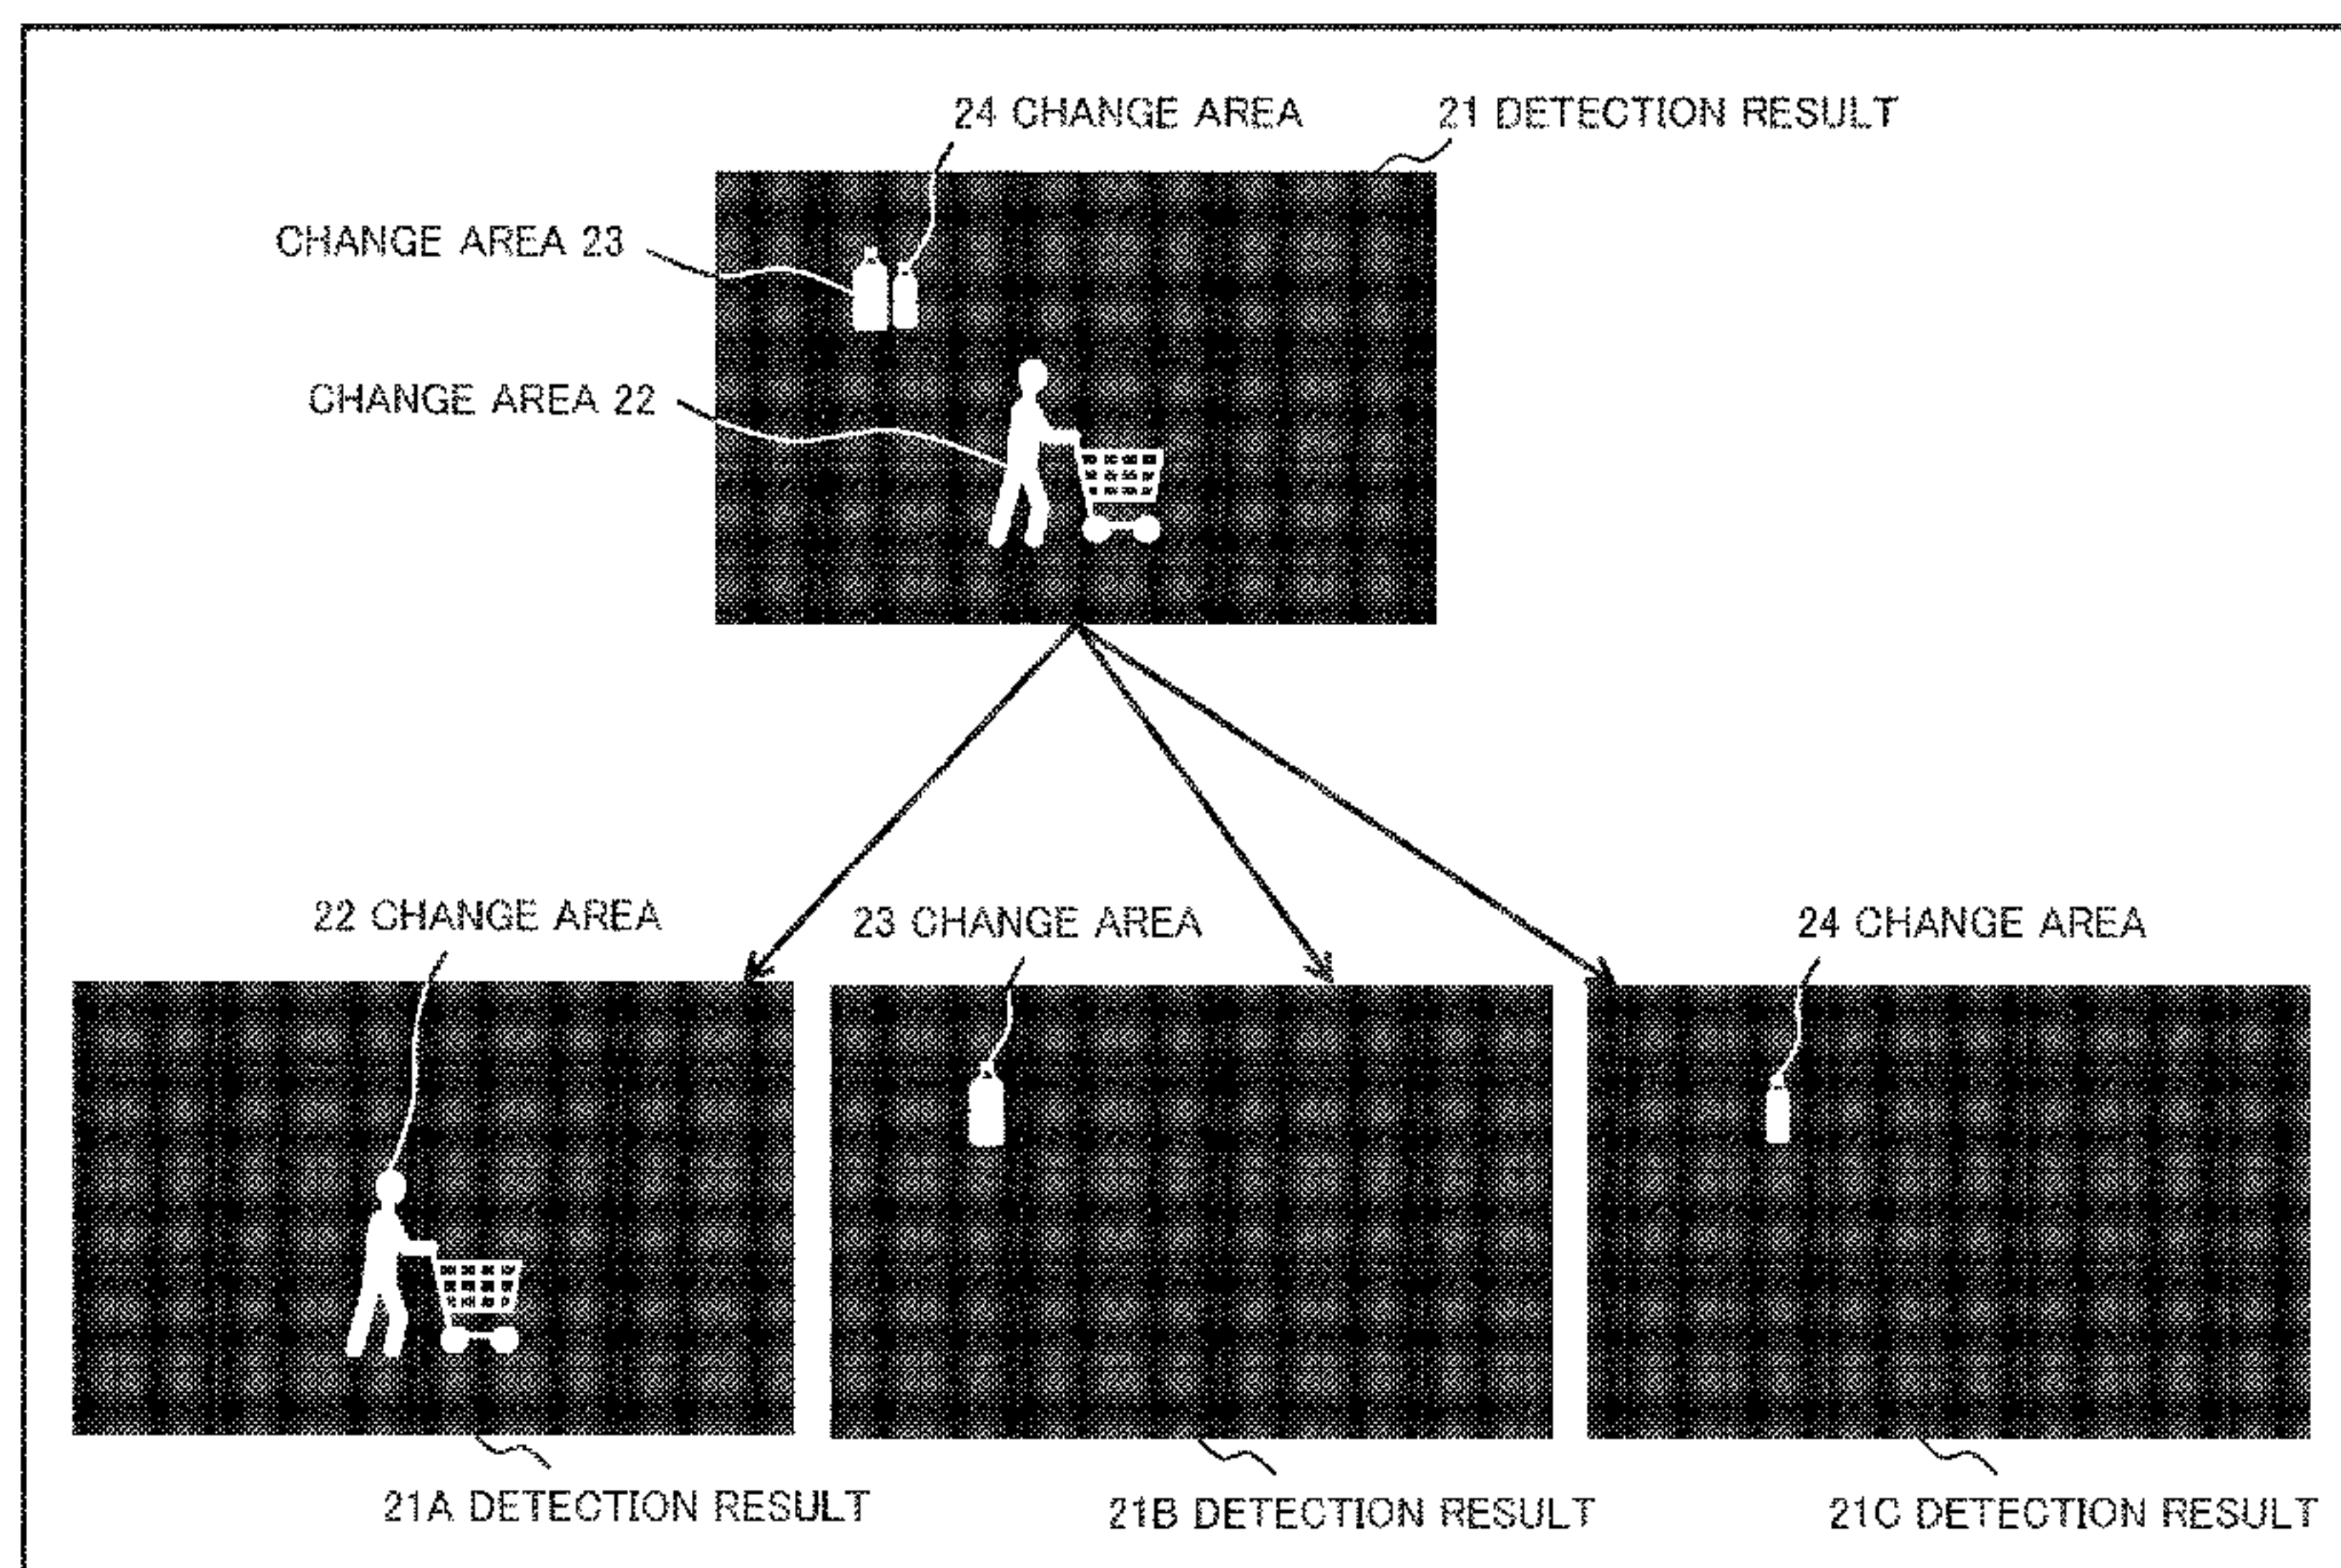 24 CHANGE AREA
21 DETECTION RESULT
CHANGE AREA 23
CHANGE AREA 22
22 CHANGE AREA
23 CHANGE AREA
24 CHANGE AREA
21A DETECTION RESULT
21B DETECTION RESULT
21C DETECTION RESULT